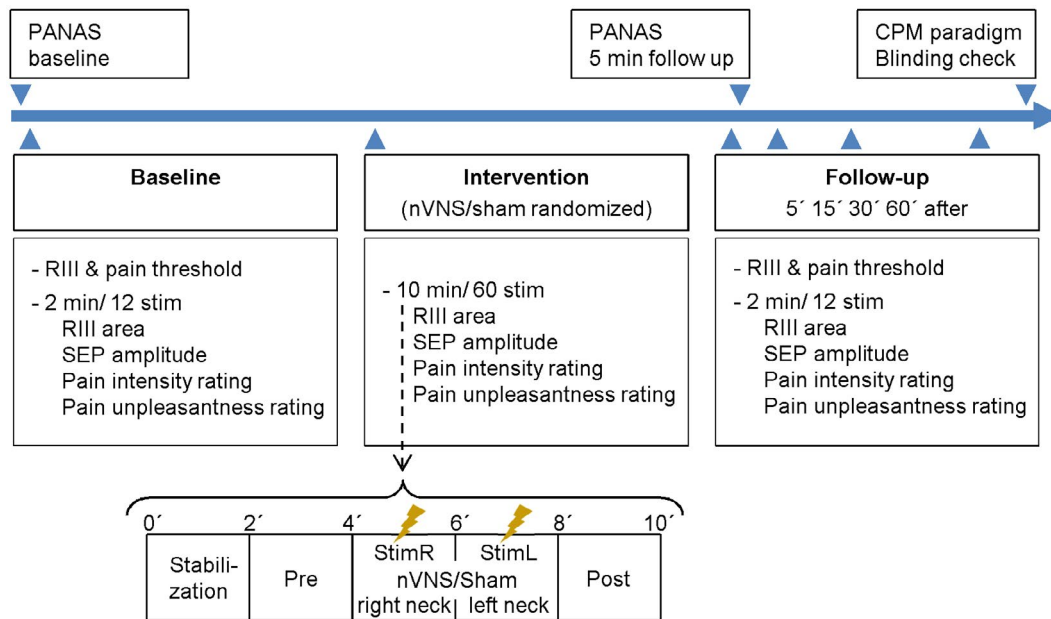 PANAS
baseline
PANAS
5 min follow up
CPM paradigm
Blinding check
Baseline
Intervention
(nVNS/sham randomized)
Follow-up
5´ 15´ 30´ 60´ after
- RIII & pain threshold
- 2 min/ 12 stim
RIII area
SEP amplitude
Pain intensity rating
Pain unpleasantness rating
- 10 min/ 60 stim
RIII area
SEP amplitude
Pain intensity rating
Pain unpleasantness rating
- RIII & pain threshold
- 2 min/ 12 stim
RIII area
SEP amplitude
Pain intensity rating
Pain unpleasantness rating
0´ 2´ 4´ 6´ 8´ 10´
Stabili-
zation
Pre
StimR StimL
nVNS/Sham
right neck left neck
Post